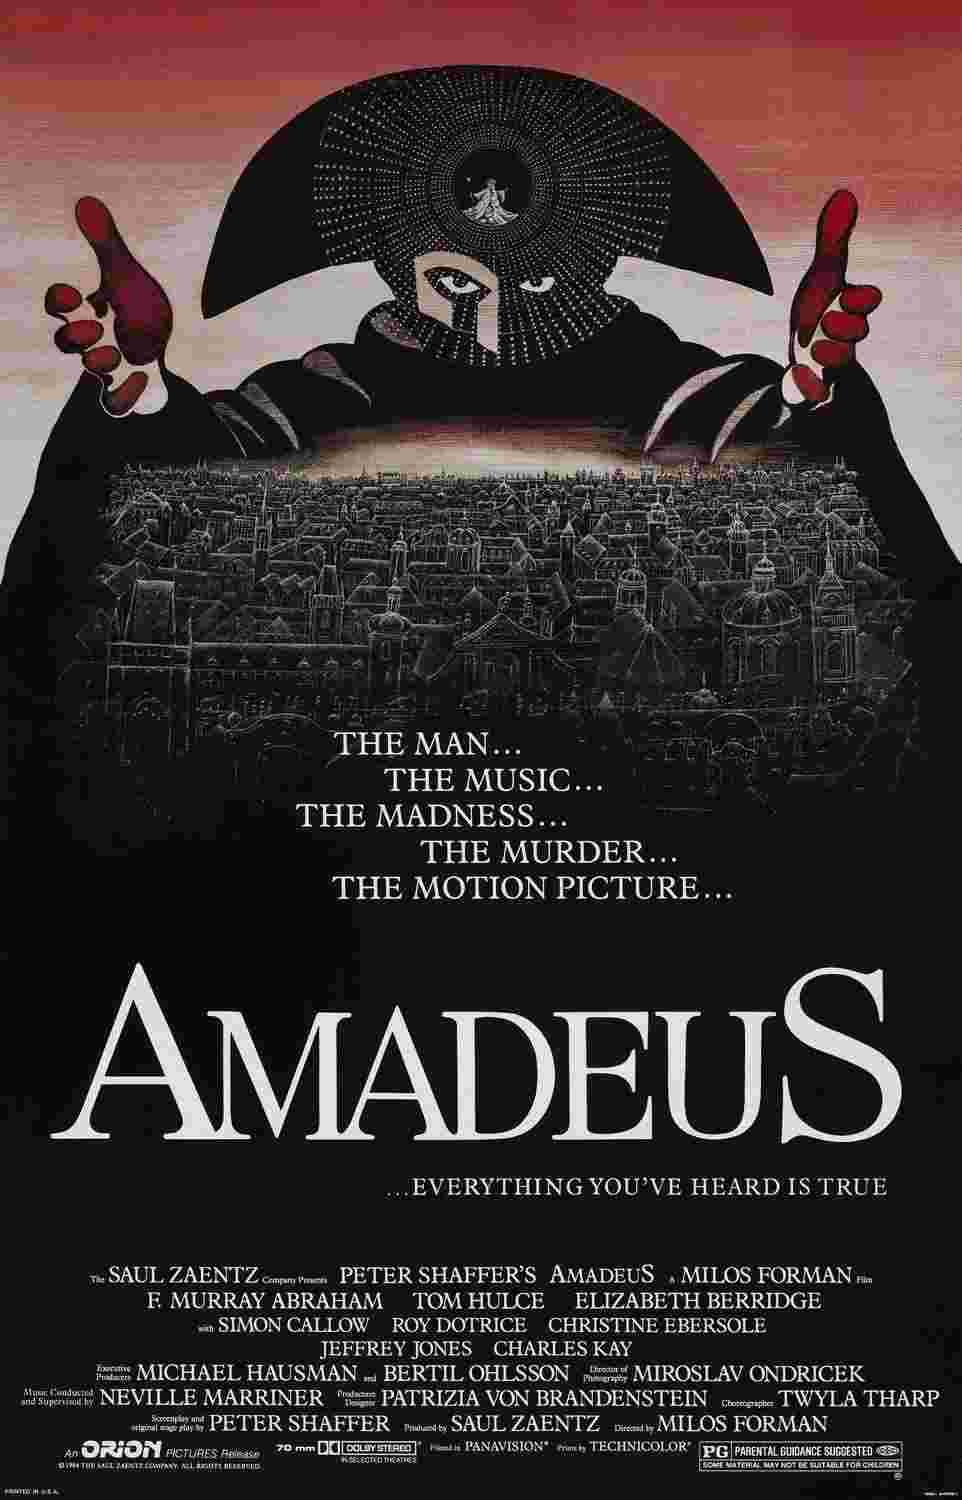 THE MAN...
THE MUSIC...
THE MADNESS...
THE MURDER...
THE MOTION PICTURE...
AMADEUS
...EVERYTHING YOU'VE HEARD IS TRUE
The SAUL ZAENTZ Company Presents PETER SHAFFER'S AMADEUS A MILOS FORMAN Film
F. MURRAY ABRAHAM TOM HULCE ELIZABETH BERRIDGE
with SIMON CALLOW ROY DOTRICE CHRISTINE EBERSOLE
JEFFREY JONES CHARLES KAY
Executive Producers MICHAEL HAUSMAN and BERTIL OHLSSON Director of Photography MIROSLAV ONDRICEK
Music Conducted and Supervised by NEVILLE MARRINER Production Designer PATRIZIA VON BRANDENSTEIN Choreographer TWYLA THARP
Screenplay and original stage play by PETER SHAFFER Produced by SAUL ZAENTZ Directed by MILOS FORMAN
An ORION PICTURES Release
70 mm DOLBY STEREO IN SELECTED THEATRES
Filmed in PANAVISION® Prints by TECHNICOLOR®
PG PARENTAL GUIDANCE SUGGESTED
SOME MATERIAL MAY NOT BE SUITABLE FOR CHILDREN
©1984 THE SAUL ZAENTZ COMPANY. ALL RIGHTS RESERVED.
PRINTED IN U.S.A.